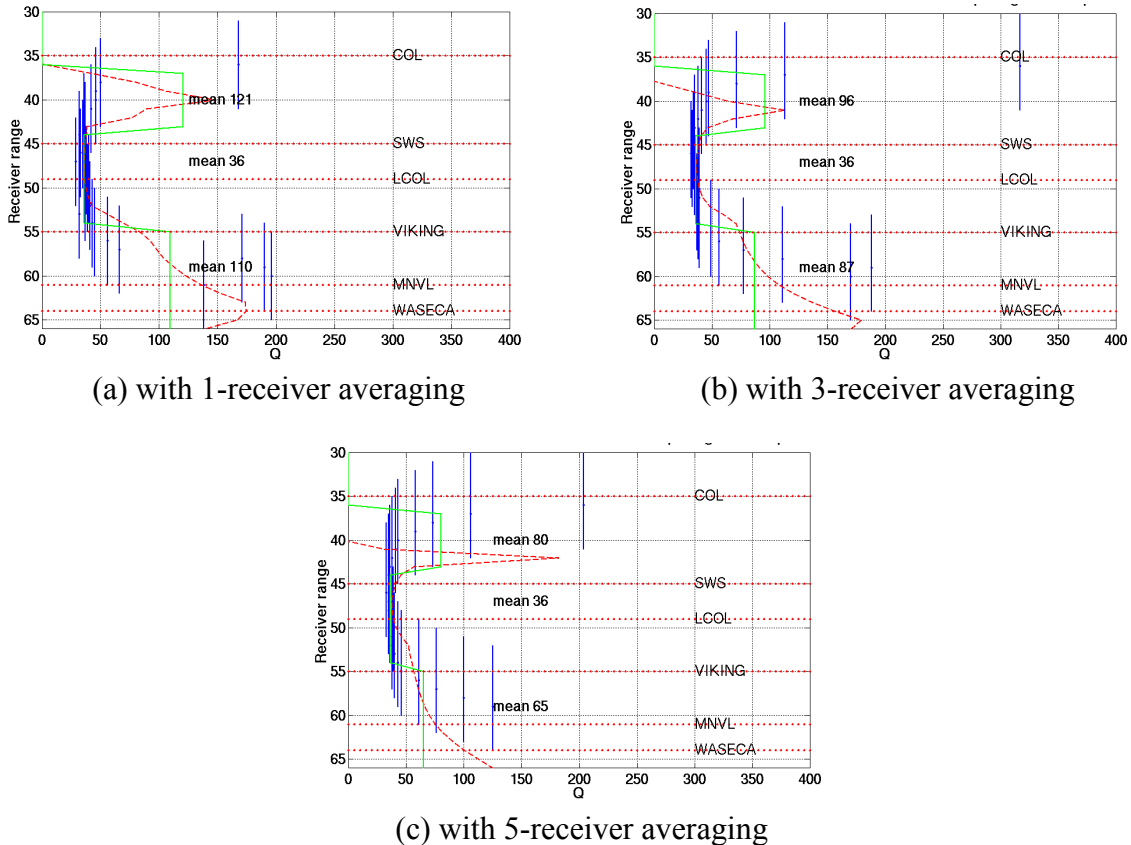 30
35
40
45
50
55
60
65
Receiver range
COL
mean 121
SWS
mean 36
LCOL
VIKING
mean 110
MNVL
WASECA
0 50 100 150 200 250 300 350 400
Q
(a) with 1-receiver averaging
30
35
40
45
50
55
60
65
Receiver range
COL
mean 96
SWS
mean 36
LCOL
VIKING
mean 87
MNVL
WASECA
0 50 100 150 200 250 300 350 400
Q
(b) with 3-receiver averaging
30
35
40
45
50
55
60
65
Receiver range
COL
mean 80
SWS
mean 36
LCOL
VIKING
mean 65
MNVL
WASECA
0 50 100 150 200 250 300 350 400
Q
(c) with 5-receiver averaging